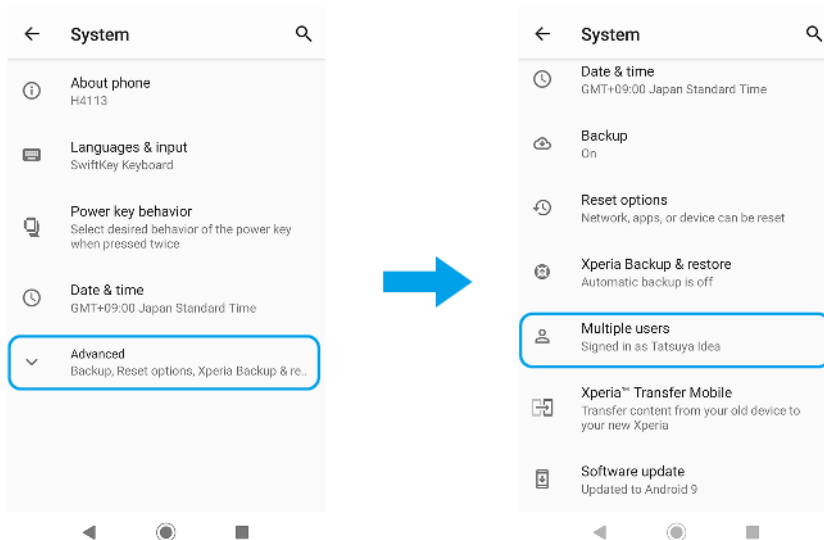 System
About phone
H4113
Languages & input
SwiftKey Keyboard
Power key behavior
Select desired behavior of the power key
when pressed twice
Date & time
GMT+09:00 Japan Standard Time
Advanced
Backup, Reset options, Xperia Backup & re..
System
Date & time
GMT+09:00 Japan Standard Time
Backup
On
Reset options
Network, apps, or device can be reset
Xperia Backup & restore
Automatic backup is off
Multiple users
Signed in as Tatsuya Idea
Xperia™ Transfer Mobile
Transfer content from your old device to
your new Xperia
Software update
Updated to Android 9